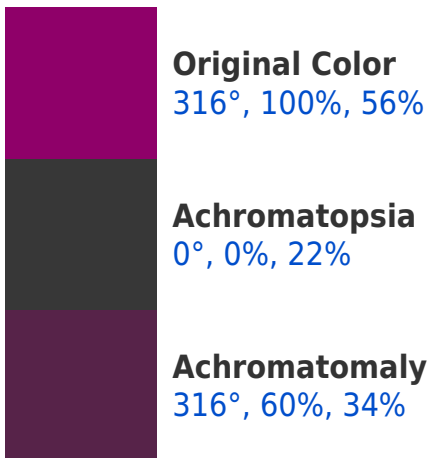 Original Color
316°, 100%, 56%
Achromatopsia
0°, 0%, 22%
Achromatomaly
316°, 60%, 34%